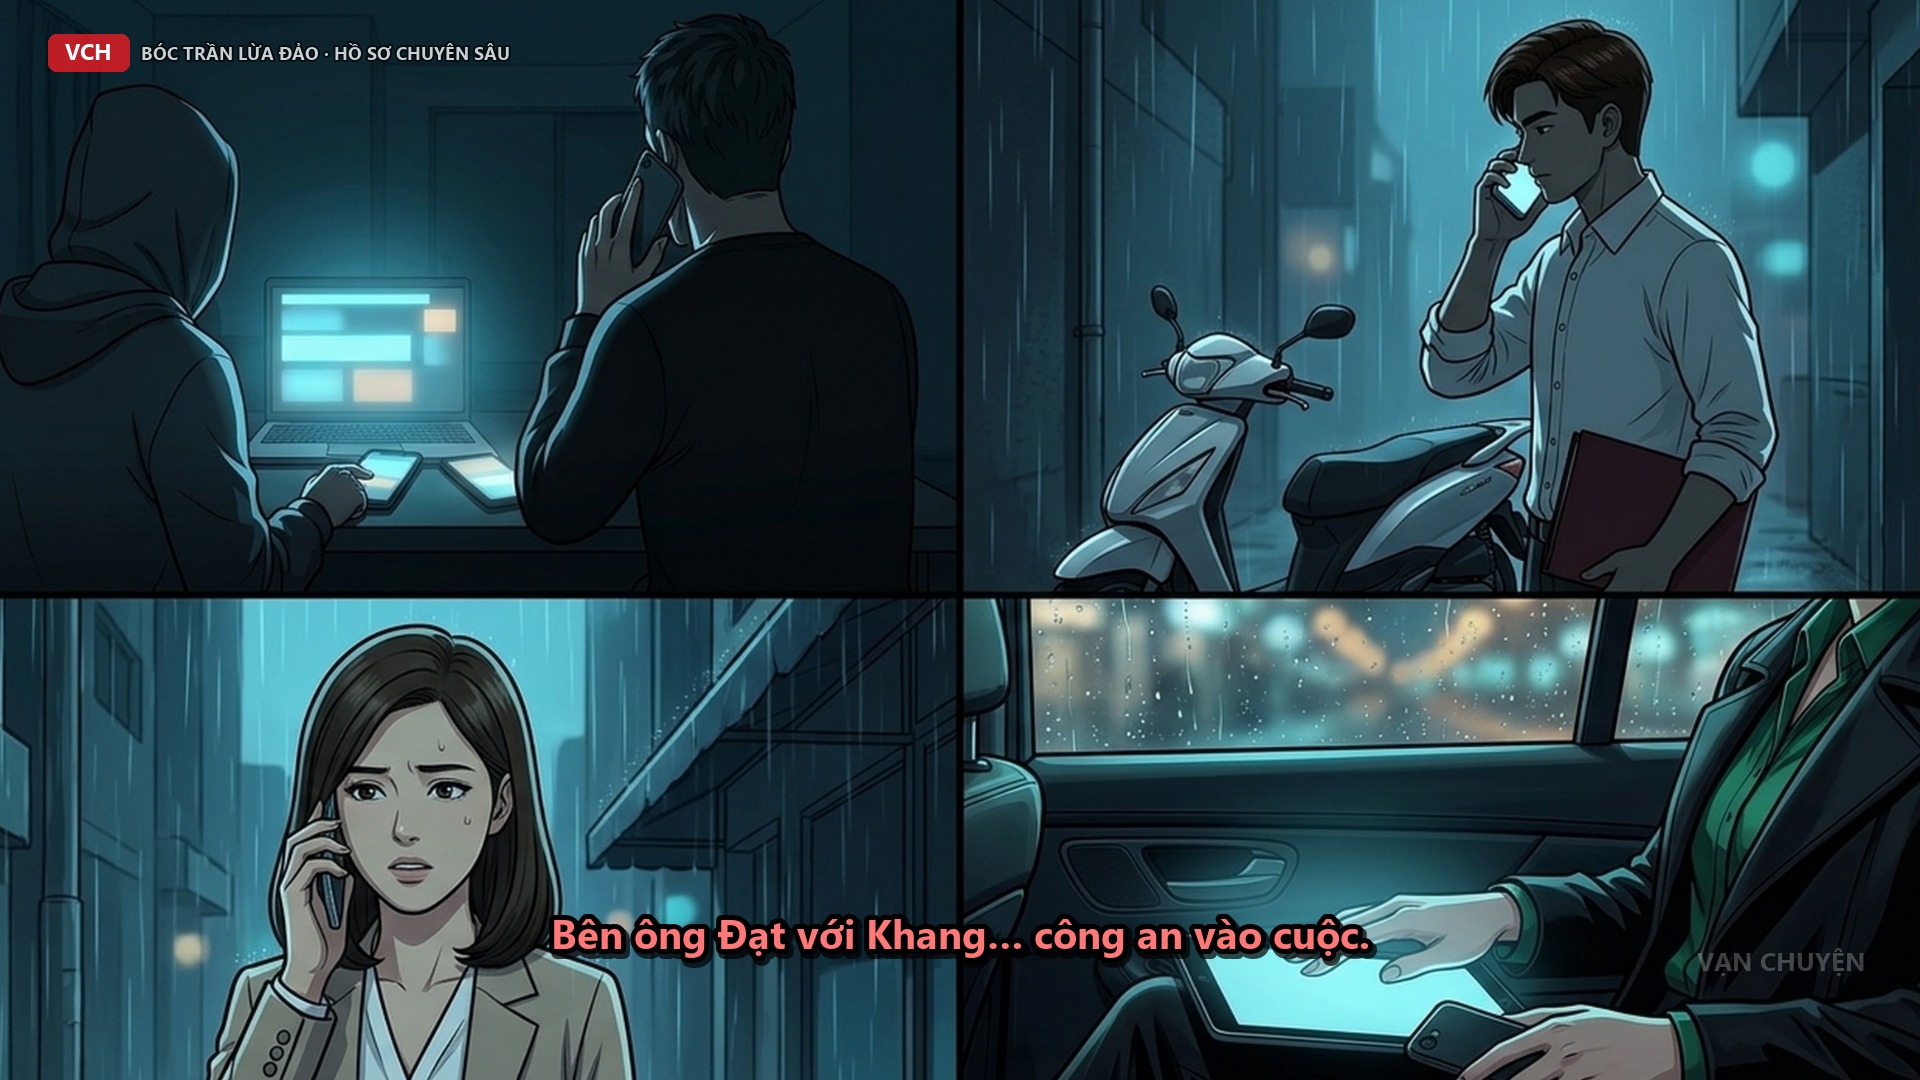 VCH BÓC TRẦN LỪA ĐẢO · HỒ SƠ CHUYÊN SÂU
Bên ông Đạt với Khang... công an vào cuộc.
VẠN CHUYỆN